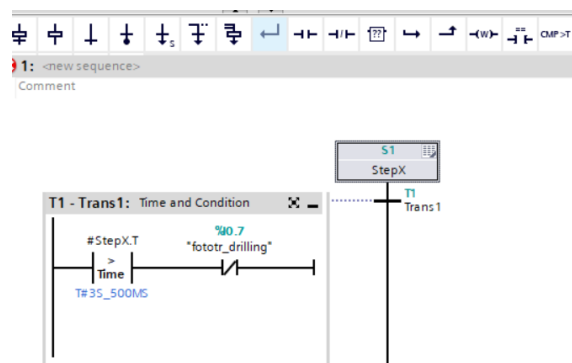 S
??
(W)
==
CMP>T
1: <new sequence>
Comment
S1
StepX
T1
Trans1
T1 - Trans1: Time and Condition
#StepX.T
>
Time
T#3S_500MS
%I0.7
"fototr_drilling"